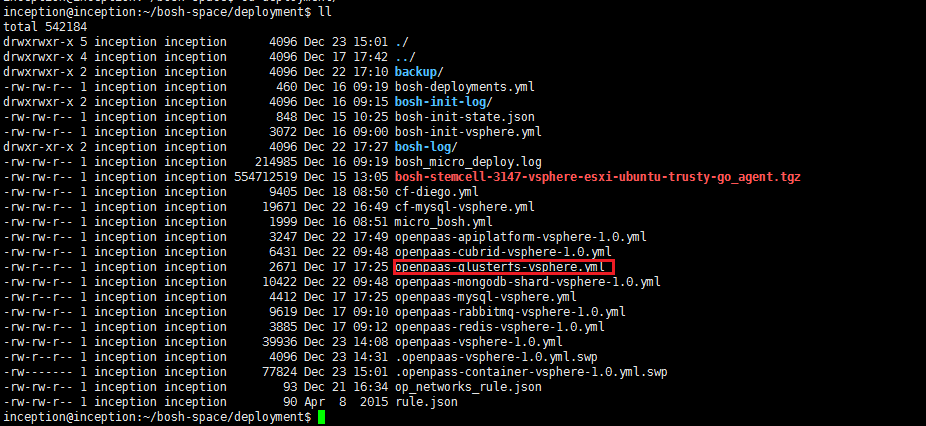 inception@inception:~/bosh-space/deployment$ ll
total 542184
drwxrwxr-x 5 inception inception      4096 Dec 23 15:01 ./
drwxrwxr-x 4 inception inception      4096 Dec 17 17:42 ../
drwxrwxr-x 2 inception inception      4096 Dec 22 17:10 backup/
-rw-rw-r-- 1 inception inception       460 Dec 16 09:19 bosh-deployments.yml
drwxrwxr-x 2 inception inception      4096 Dec 16 09:15 bosh-init-log/
-rw-rw-r-- 1 inception inception       848 Dec 15 10:25 bosh-init-state.json
-rw-rw-r-- 1 inception inception      3072 Dec 16 09:00 bosh-init-vsphere.yml
drwxr-xr-x 2 inception inception      4096 Dec 22 17:27 bosh-log/
-rw-rw-r-- 1 inception inception    214985 Dec 16 09:19 bosh_micro_deploy.log
-rw-rw-r-- 1 inception inception 554712519 Dec 15 13:05 bosh-stemcell-3147-vsphere-esxi-ubuntu-trusty-go_agent.tgz
-rw-rw-r-- 1 inception inception      9405 Dec 18 08:50 cf-diego.yml
-rw-rw-r-- 1 inception inception     19671 Dec 22 16:49 cf-mysql-vsphere.yml
-rw-rw-r-- 1 inception inception      1999 Dec 16 08:51 micro_bosh.yml
-rw-rw-r-- 1 inception inception      3247 Dec 22 17:49 openpaas-apiplatform-vsphere-1.0.yml
-rw-rw-r-- 1 inception inception      6431 Dec 22 09:48 openpaas-cubrid-vsphere-1.0.yml
-rw-r--r-- 1 inception inception      2671 Dec 17 17:25 openpaas-glusterfs-vsphere.yml
-rw-rw-r-- 1 inception inception     10422 Dec 22 09:48 openpaas-mongodb-shard-vsphere-1.0.yml
-rw-rw-r-- 1 inception inception      4412 Dec 17 17:25 openpaas-mysql-vsphere.yml
-rw-rw-r-- 1 inception inception      9619 Dec 17 09:10 openpaas-rabbitmq-vsphere-1.0.yml
-rw-rw-r-- 1 inception inception      3885 Dec 17 09:12 openpaas-redis-vsphere-1.0.yml
-rw-rw-r-- 1 inception inception     39936 Dec 23 14:08 openpaas-vsphere-1.0.yml
-rw-r--r-- 1 inception inception      4096 Dec 23 14:31 .openpaas-vsphere-1.0.yml.swp
-rw------- 1 inception inception     77824 Dec 23 15:01 .openpass-container-vsphere-1.0.yml.swp
-rw-rw-r-- 1 inception inception        93 Dec 21 16:34 op_networks_rule.json
-rw-rw-r-- 1 inception inception        90 Apr  8  2015 rule.json
inception@inception:~/bosh-space/deployment$